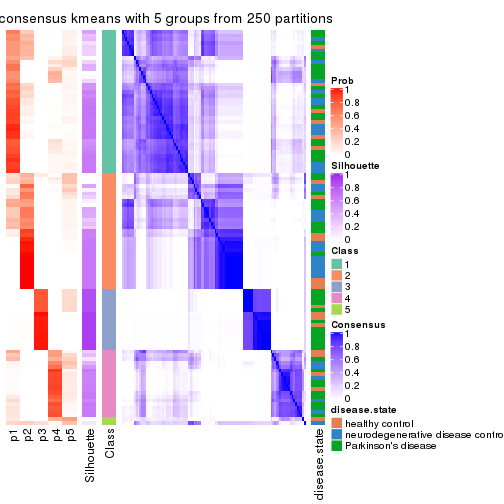 consensus kmeans with 5 groups from 250 partitions
Prob
1
0.8
0.6
0.4
0.2
0
Silhouette
1
0.8
0.6
0.4
0.2
0
Class
1
2
3
4
5
Consensus
1
0.8
0.6
0.4
0.2
0
disease.state
healthy control
neurodegenerative disease contro
Parkinson's disease
p1
p2
p3
p4
p5
Silhouette
Class
disease.state